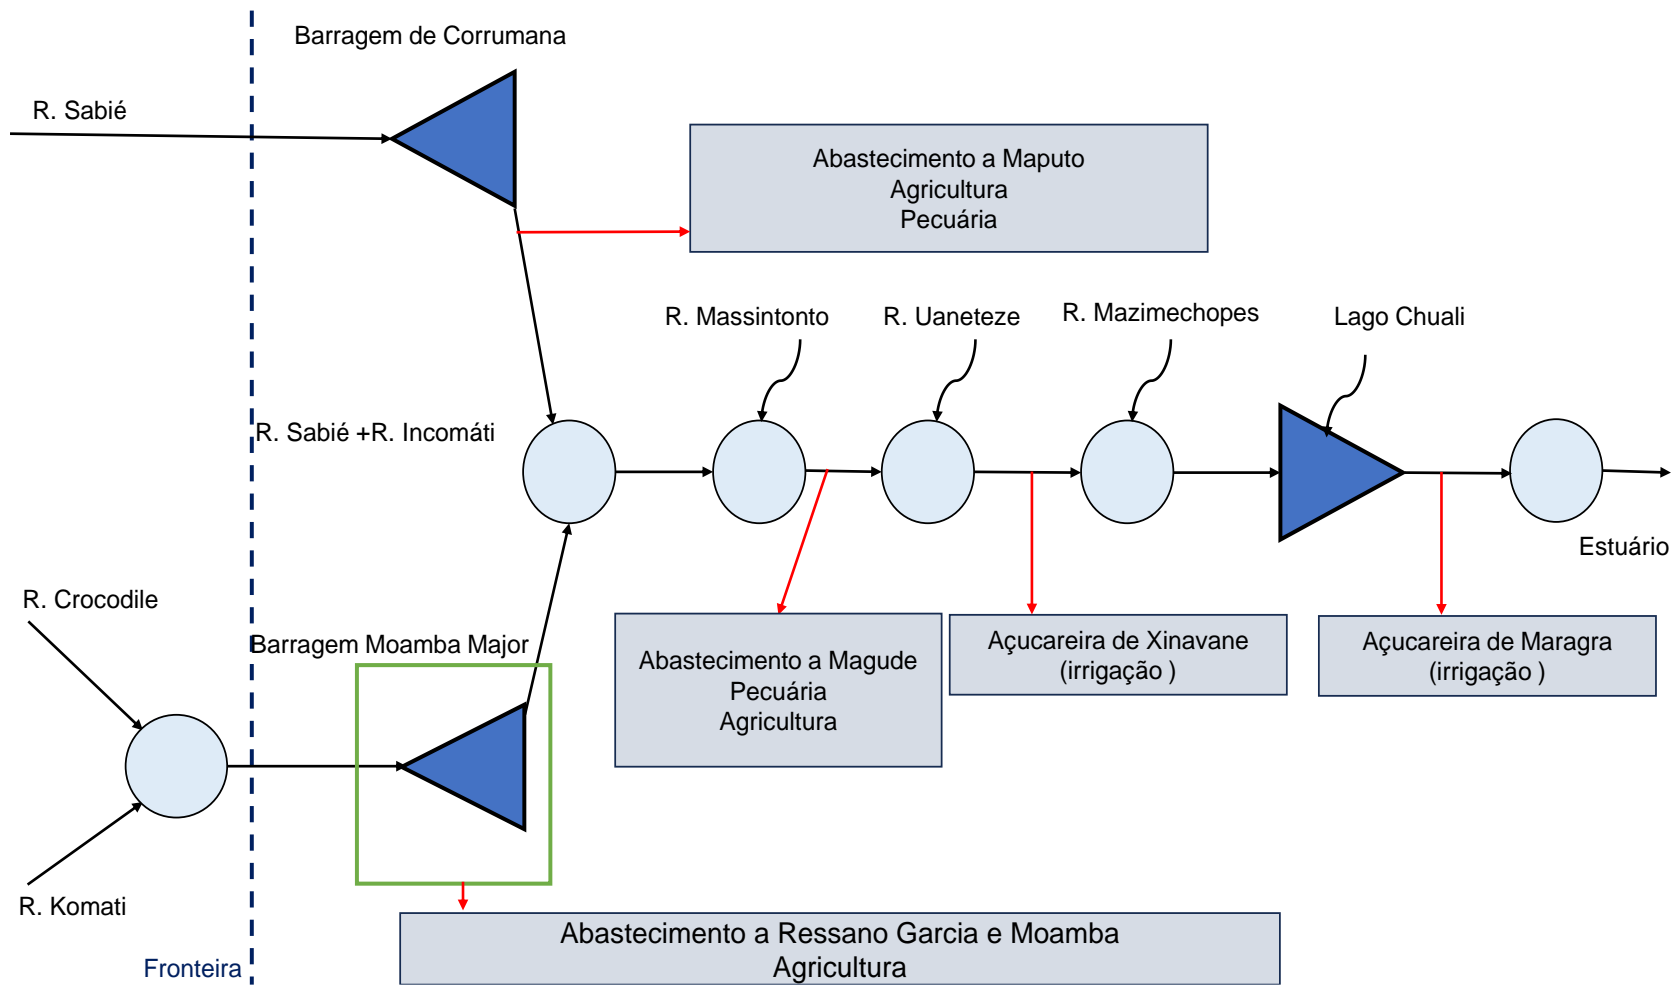 Barragem de Corrumana
R. Sabié
Abastecimento a Maputo
Agricultura
Pecuária
R. Massintonto
R. Uaneteze
R. Mazimechopes
Lago Chuali
R. Sabié +R. Incomáti
Estuário
R. Crocodile
Barragem Moamba Major
Abastecimento a Magude
Pecuária
Agricultura
Açucareira de Xinavane
(irrigação )
Açucareira de Maragra
(irrigação )
R. Komati
Abastecimento a Ressano Garcia e Moamba
Agricultura
Fronteira